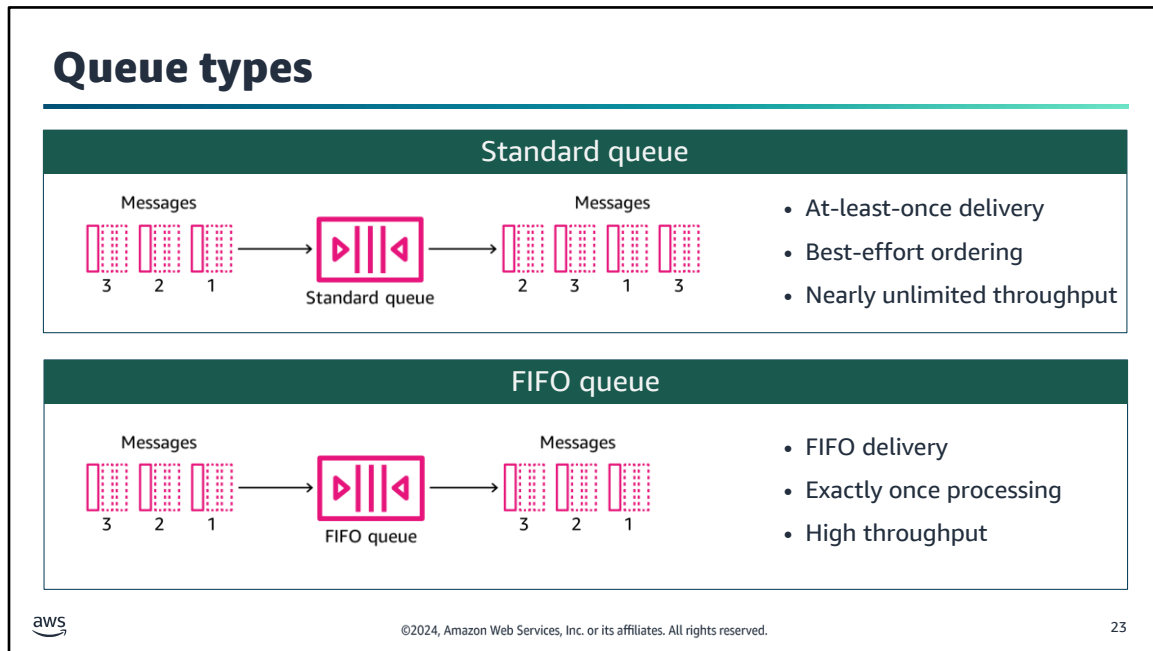 Queue types
Standard queue
Messages
3 2 1
Standard queue
Messages
2 3 1 3
• At-least-once delivery
• Best-effort ordering
• Nearly unlimited throughput
FIFO queue
Messages
3 2 1
FIFO queue
Messages
3 2 1
• FIFO delivery
• Exactly once processing
• High throughput
aws
©2024, Amazon Web Services, Inc. or its affiliates. All rights reserved.
23